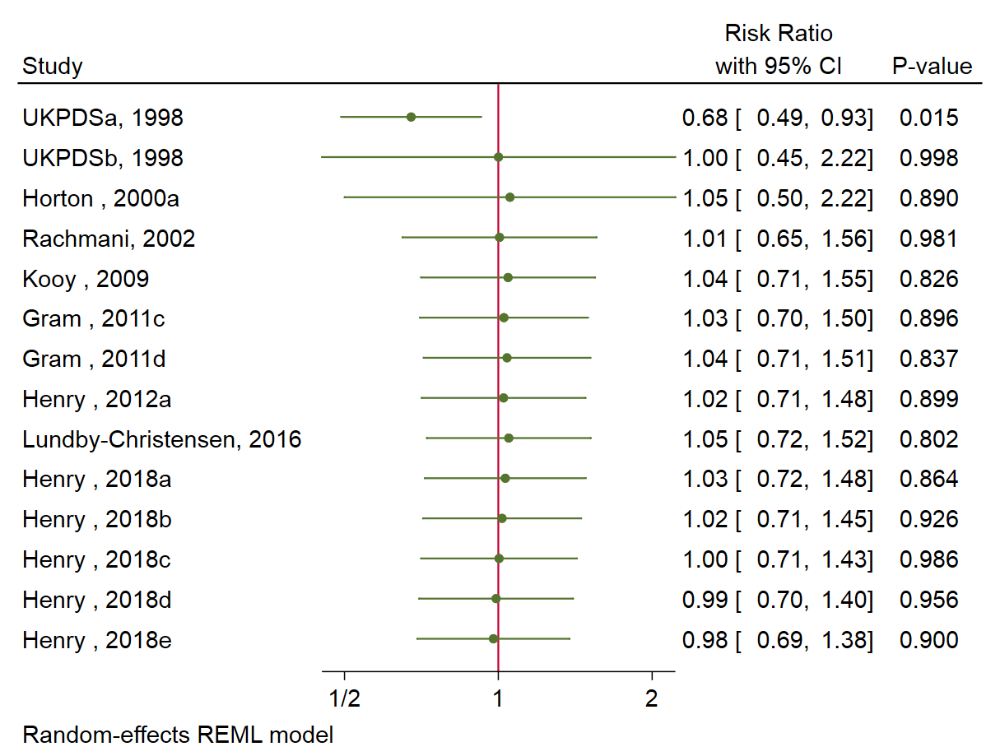 Risk Ratio
Study with 95% CI P-value
UKPDSa, 1998 0.68 [ 0.49, 0.93] 0.015
UKPDSb, 1998 1.00 [ 0.45, 2.22] 0.998
Horton , 2000a 1.05 [ 0.50, 2.22] 0.890
Rachmani, 2002 1.01 [ 0.65, 1.56] 0.981
Kooy , 2009 1.04 [ 0.71, 1.55] 0.826
Gram , 2011c 1.03 [ 0.70, 1.50] 0.896
Gram , 2011d 1.04 [ 0.71, 1.51] 0.837
Henry , 2012a 1.02 [ 0.71, 1.48] 0.899
Lundby-Christensen, 2016 1.05 [ 0.72, 1.52] 0.802
Henry , 2018a 1.03 [ 0.72, 1.48] 0.864
Henry , 2018b 1.02 [ 0.71, 1.45] 0.926
Henry , 2018c 1.00 [ 0.71, 1.43] 0.986
Henry , 2018d 0.99 [ 0.70, 1.40] 0.956
Henry , 2018e 0.98 [ 0.69, 1.38] 0.900
1/2 1 2
Random-effects REML model